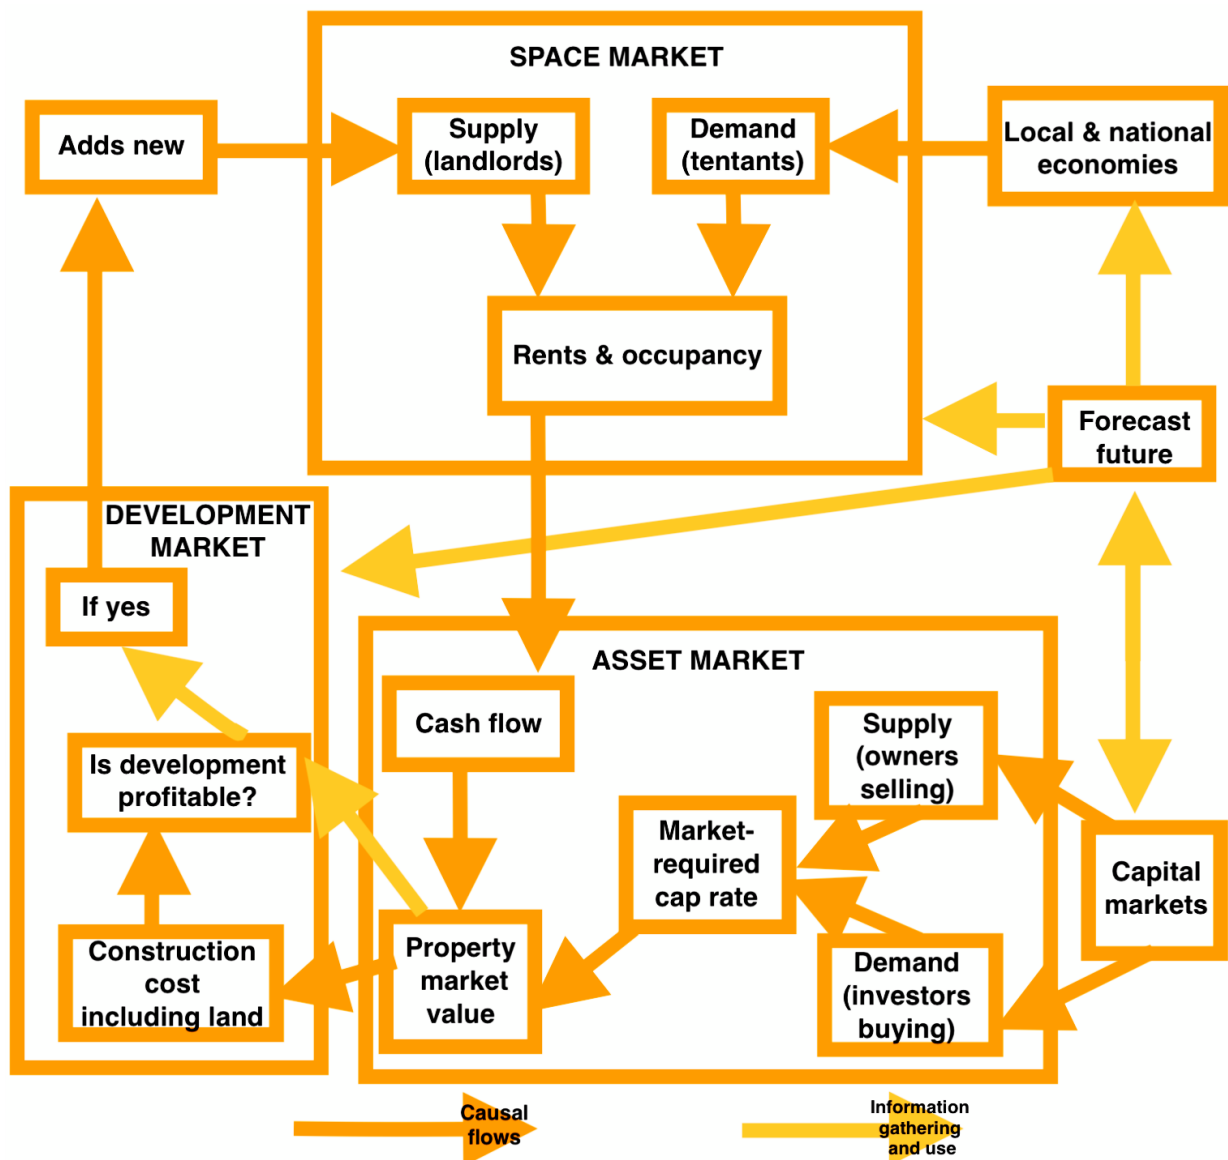 SPACE MARKET
Adds new
Supply
(landlords)
Demand
(tentants)
Local & national
economies
Rents & occupancy
Forecast
future
DEVELOPMENT
MARKET
If yes
ASSET MARKET
Cash flow
Supply
(owners
selling)
Is development
profitable?
Market-
required
cap rate
Capital
markets
Construction
cost
including land
Property
market
value
Demand
(investors
buying)
Causal
flows
Information
gathering
and use